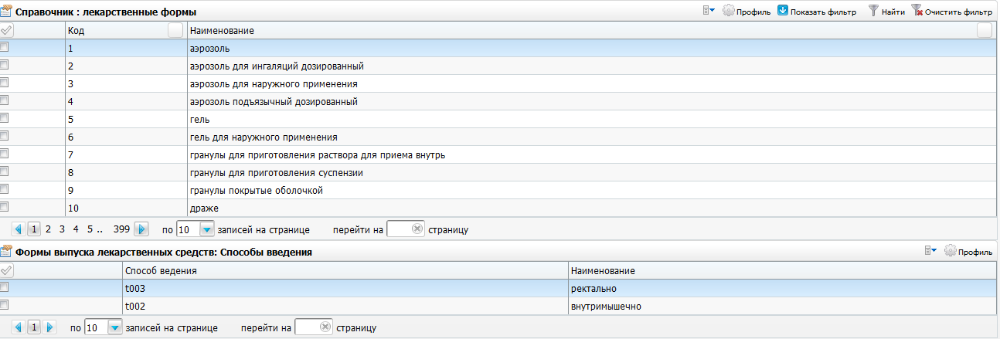 Справочник : лекарственные формы Профиль Показать фильтр Найти Очистить фильтр
Код Наименование
1 аэрозоль
2 аэрозоль для ингаляций дозированный
3 аэрозоль для наружного применения
4 аэрозоль подъязычный дозированный
5 гель
6 гель для наружного применения
7 гранулы для приготовления раствора для приема внутрь
8 гранулы для приготовления суспензии
9 гранулы покрытые оболочкой
10 драже
1 2 3 4 5 .. 399 по 10 записей на странице перейти на страницу
Формы выпуска лекарственных средств: Способы введения Профиль
Способ ведения Наименование
t003 ректально
t002 внутримышечно
1 по 10 записей на странице перейти на страницу